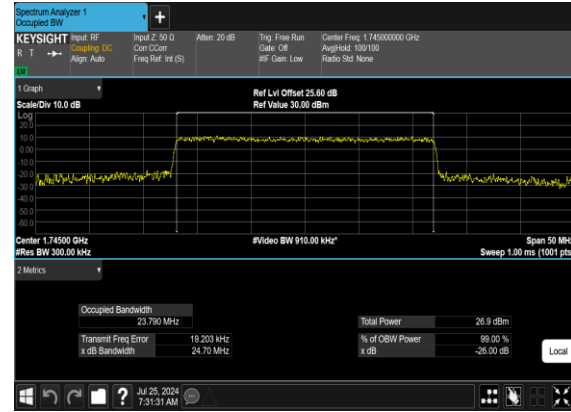 Spectrum Analyzer 1
Occupied BW
KEYSIGHT Input: RF Input Z: 50 Ω Atten: 20 dB Trig: Free Run Center Freq: 1.745000000 GHz
R T Coupling: DC Corr CCorr Gate: Off Avg|Hold: 100/100
Align: Auto Freq Ref: Int (S) #IF Gain: Low Radio Std: None
1 Graph
Scale/Div 10.0 dB
Ref Lvl Offset 25.60 dB
Ref Value 30.00 dBm
Log
20.0
10.0
0.00
-10.0
-20.0
-30.0
-40.0
-50.0
-60.0
Center 1.74500 GHz #Video BW 910.00 kHz* Span 50 MHz
#Res BW 300.00 kHz Sweep 1.00 ms (1001 pts)
2 Metrics
Occupied Bandwidth
23.790 MHz
Total Power 26.9 dBm
Transmit Freq Error 19.203 kHz % of OBW Power 99.00 %
x dB Bandwidth 24.70 MHz x dB -26.00 dB
Local
?
Jul 25, 2024
7:31:31 AM